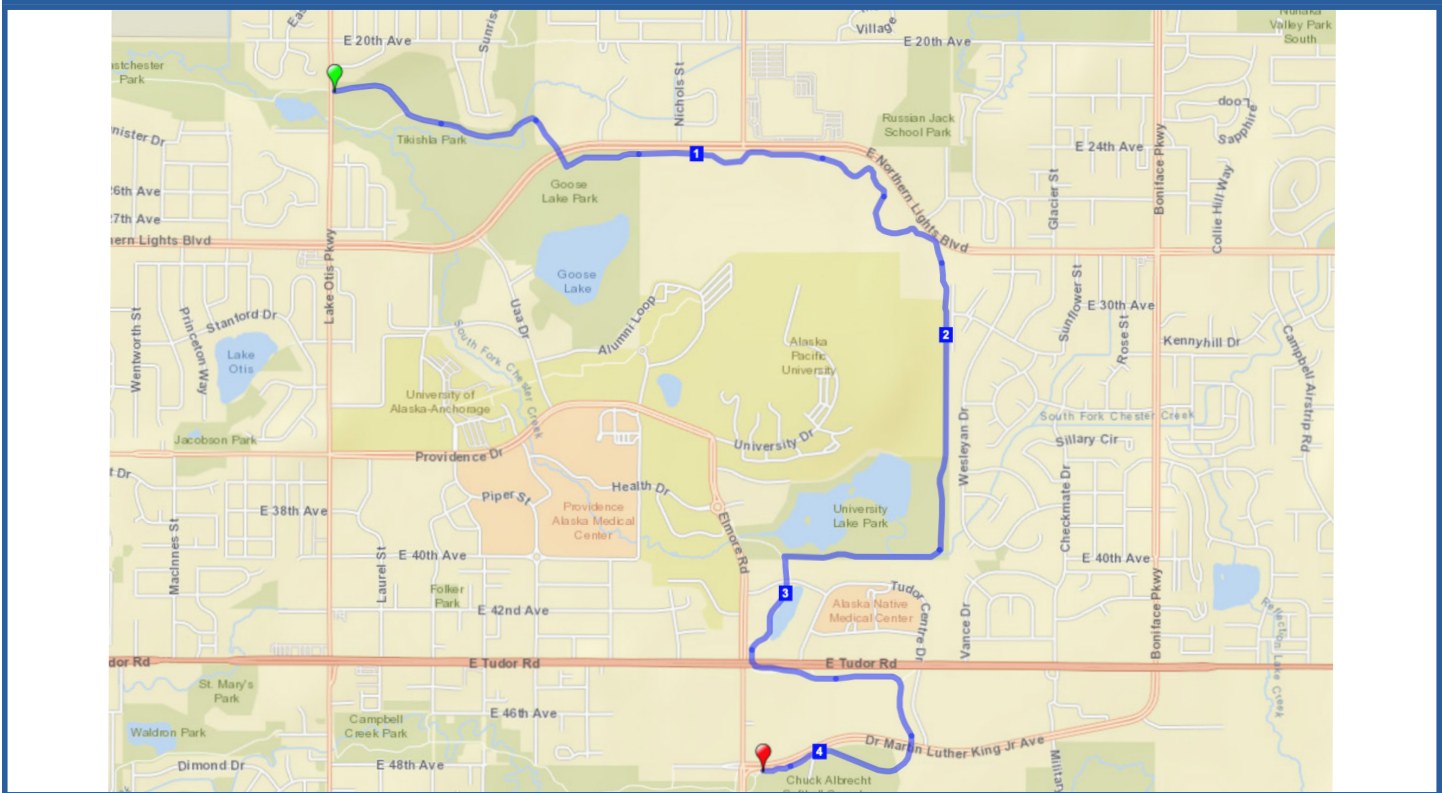 E 20th Ave
Village
E 20th Ave
Nunaka
Valley Park
South
Eastchester
Park
Nichols St
Tikishla Park
Russian Jack
School Park
Loop
Sapphire
E 24th Ave
1
E Northern Lights Blvd
Goose
Lake Park
Glacier St
Boniface Pkwy
Collie Hill Way
26th Ave
27th Ave
Lake Otis Pkwy
Goose
Lake
Wentworth St
Princeton Way
Stanford Dr
Uaa Dr
Alumni Loop
Sunflower St
E 30th Ave
Rose St
2
Kennyhill Dr
Campbell Airstrip Rd
Lake
Otis
South Fork Chester Creek
Alaska
Pacific
University
University of
Alaska-Anchorage
Wesleyan Dr
South Fork Chester Creek
Sillary Cir
Jacobson Park
Providence Dr
University Dr
Checkmate Dr
Piper St
Health Dr
E 38th Ave
Providence
Alaska Medical
Center
Elmore Rd
University
Lake Park
MacInnes St
Laurel St
E 40th Ave
E 40th Ave
Folker
Park
E 42nd Ave
3
Alaska Native
Medical Center
Tudor Centre Dr
Vance Dr
Boniface Pkwy
Reflection Lake Creek
E Tudor Rd
E Tudor Rd
St. Mary's
Park
E 46th Ave
Waldron Park
Campbell
Creek Park
Dimond Dr
E 48th Ave
4
Dr Martin Luther King Jr Ave
Chuck Albrecht